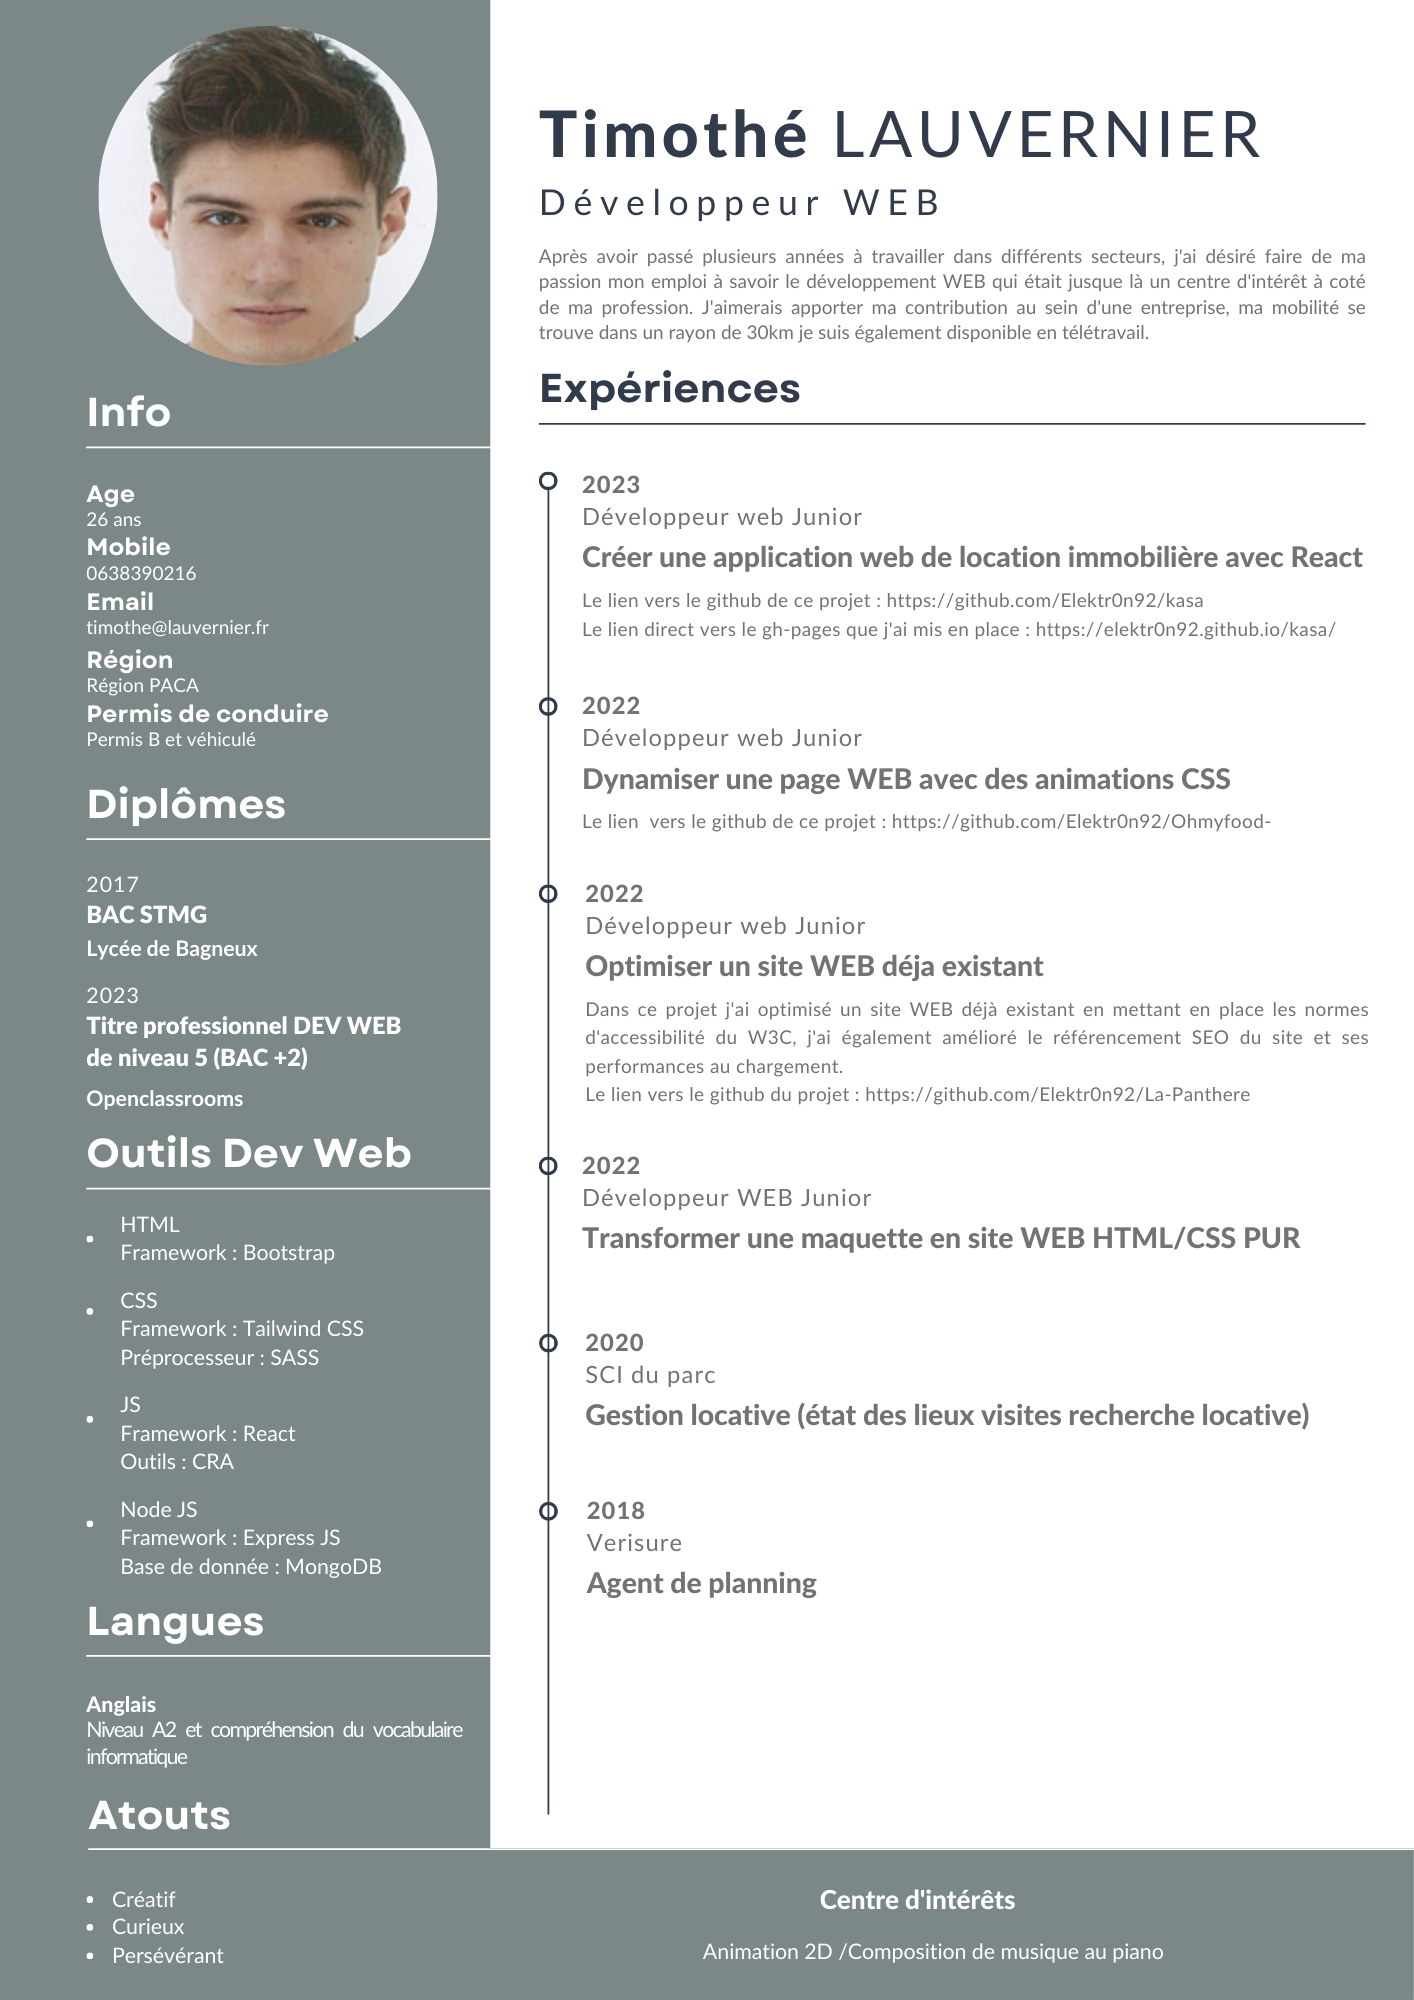 Timothé LAUVERNIER
Développeur WEB
Après avoir passé plusieurs années à travailler dans différents secteurs, j'ai désiré faire de ma
passion mon emploi à savoir le développement WEB qui était jusque là un centre d'intérêt à coté
de ma profession. J'aimerais apporter ma contribution au sein d'une entreprise, ma mobilité se
trouve dans un rayon de 30km je suis également disponible en télétravail.
Info
Age
26 ans
Mobile
0638390216
Email
timothe@lauvernier.fr
Région
Région PACA
Permis de conduire
Permis B et véhiculé
Diplômes
2017
BAC STMG
Lycée de Bagneux
2023
Titre professionnel DEV WEB
de niveau 5 (BAC +2)
Openclassrooms
Outils Dev Web
• HTML
Framework : Bootstrap
• CSS
Framework : Tailwind CSS
Préprocesseur : SASS
• JS
Framework : React
Outils : CRA
• Node JS
Framework : Express JS
Base de donnée : MongoDB
Langues
Anglais
Niveau A2 et compréhension du vocabulaire
informatique
Atouts
• Créatif
• Curieux
• Persévérant
Expériences
2023
Développeur web Junior
Créer une application web de location immobilière avec React
Le lien vers le github de ce projet : https://github.com/Elektr0n92/kasa
Le lien direct vers le gh-pages que j'ai mis en place : https://elektr0n92.github.io/kasa/
2022
Développeur web Junior
Dynamiser une page WEB avec des animations CSS
Le lien  vers le github de ce projet : https://github.com/Elektr0n92/Ohmyfood-
2022
Développeur web Junior
Optimiser un site WEB déja existant
Dans ce projet j'ai optimisé un site WEB déjà existant en mettant en place les normes
d'accessibilité du W3C, j'ai également amélioré le référencement SEO du site et ses
performances au chargement.
Le lien vers le github du projet : https://github.com/Elektr0n92/La-Panthere
2022
Développeur WEB Junior
Transformer une maquette en site WEB HTML/CSS PUR
2020
SCI du parc
Gestion locative (état des lieux visites recherche locative)
2018
Verisure
Agent de planning
Centre d'intérêts
Animation 2D /Composition de musique au piano